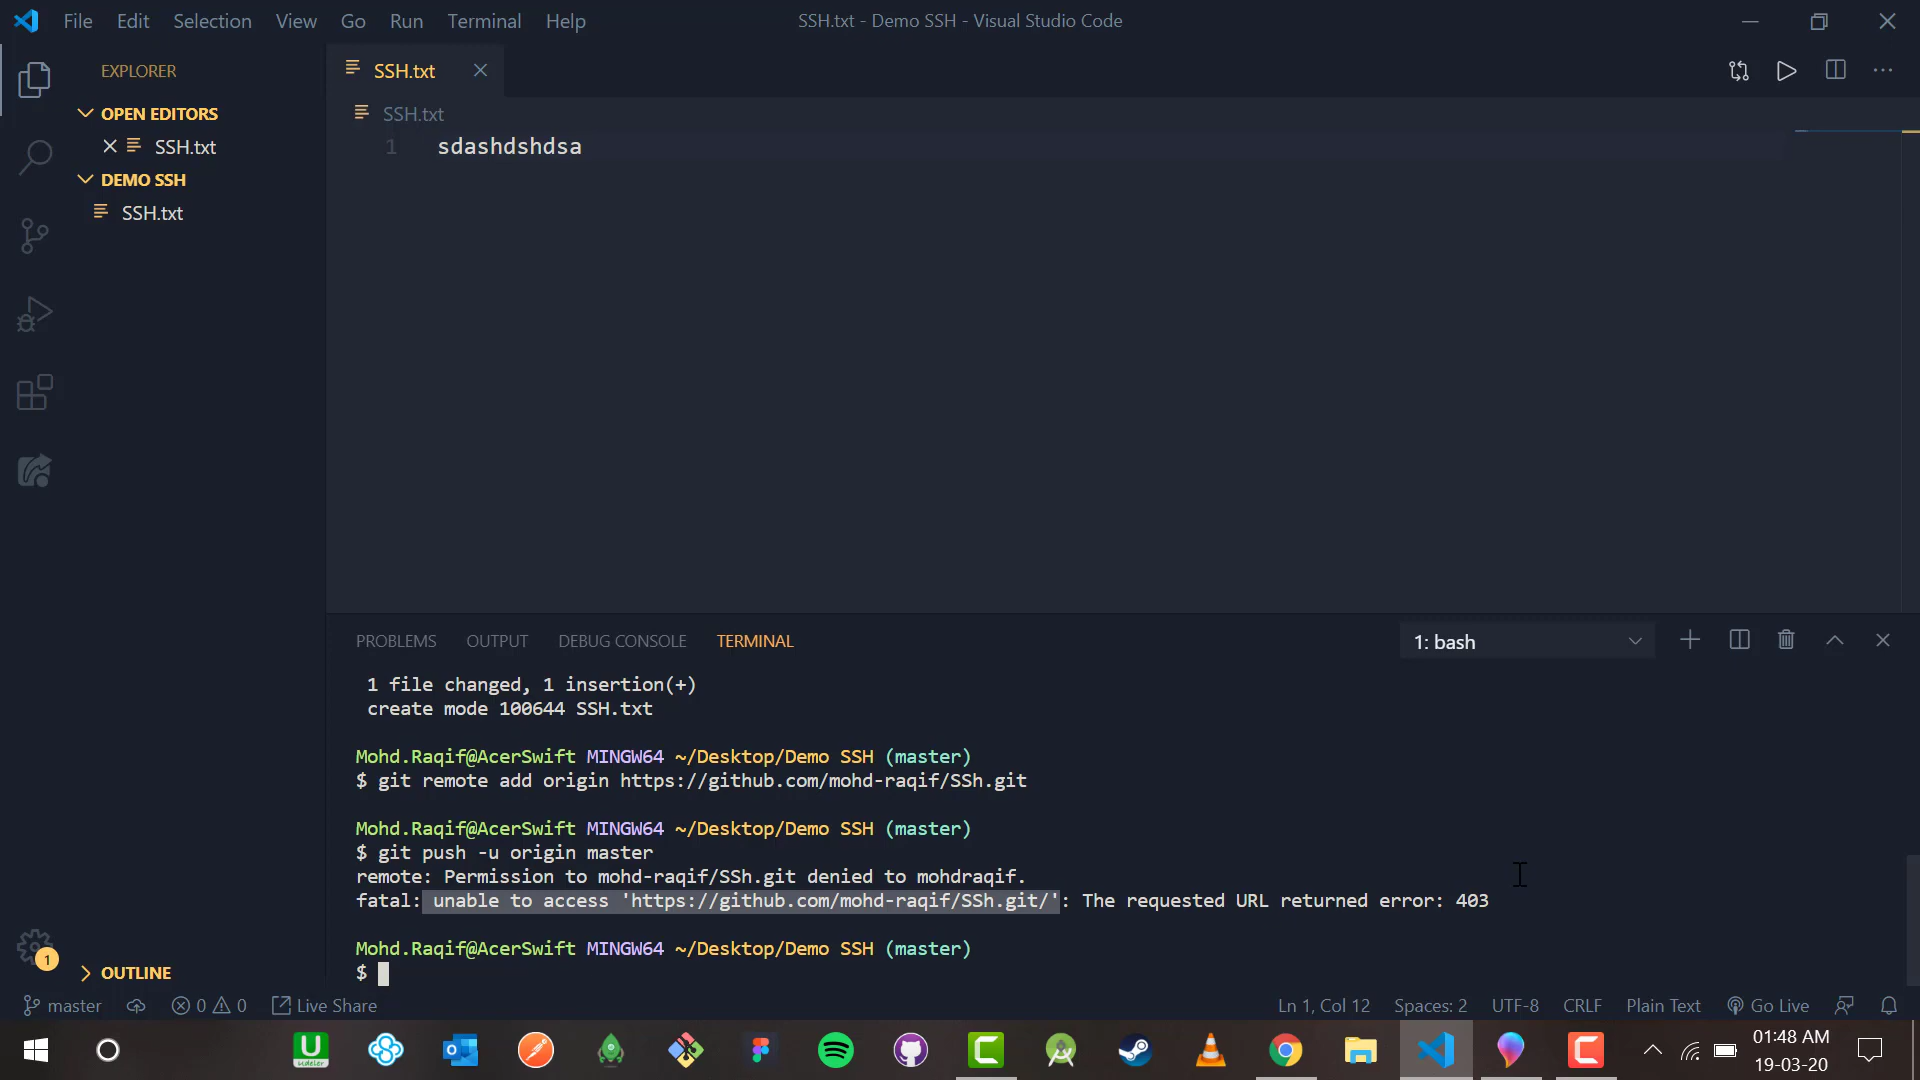 File Edit Selection View Go Run Terminal Help
SSH.txt - Demo SSH - Visual Studio Code
EXPLORER
SSH.txt
OPEN EDITORS
SSH.txt
SSH.txt
1 sdashdshdsa
DEMO SSH
SSH.txt
PROBLEMS OUTPUT DEBUG CONSOLE TERMINAL
1: bash
1 file changed, 1 insertion(+)
create mode 100644 SSH.txt
Mohd.Raqif@AcerSwift MINGW64 ~/Desktop/Demo SSH (master)
$ git remote add origin https://github.com/mohd-raqif/SSh.git
Mohd.Raqif@AcerSwift MINGW64 ~/Desktop/Demo SSH (master)
$ git push -u origin master
remote: Permission to mohd-raqif/SSh.git denied to mohdraqif.
fatal: unable to access 'https://github.com/mohd-raqif/SSh.git/': The requested URL returned error: 403
Mohd.Raqif@AcerSwift MINGW64 ~/Desktop/Demo SSH (master)
$
1
OUTLINE
master 0 0 Live Share
Ln 1, Col 12 Spaces: 2 UTF-8 CRLF Plain Text Go Live
U
udeler
01:48 AM
19-03-20